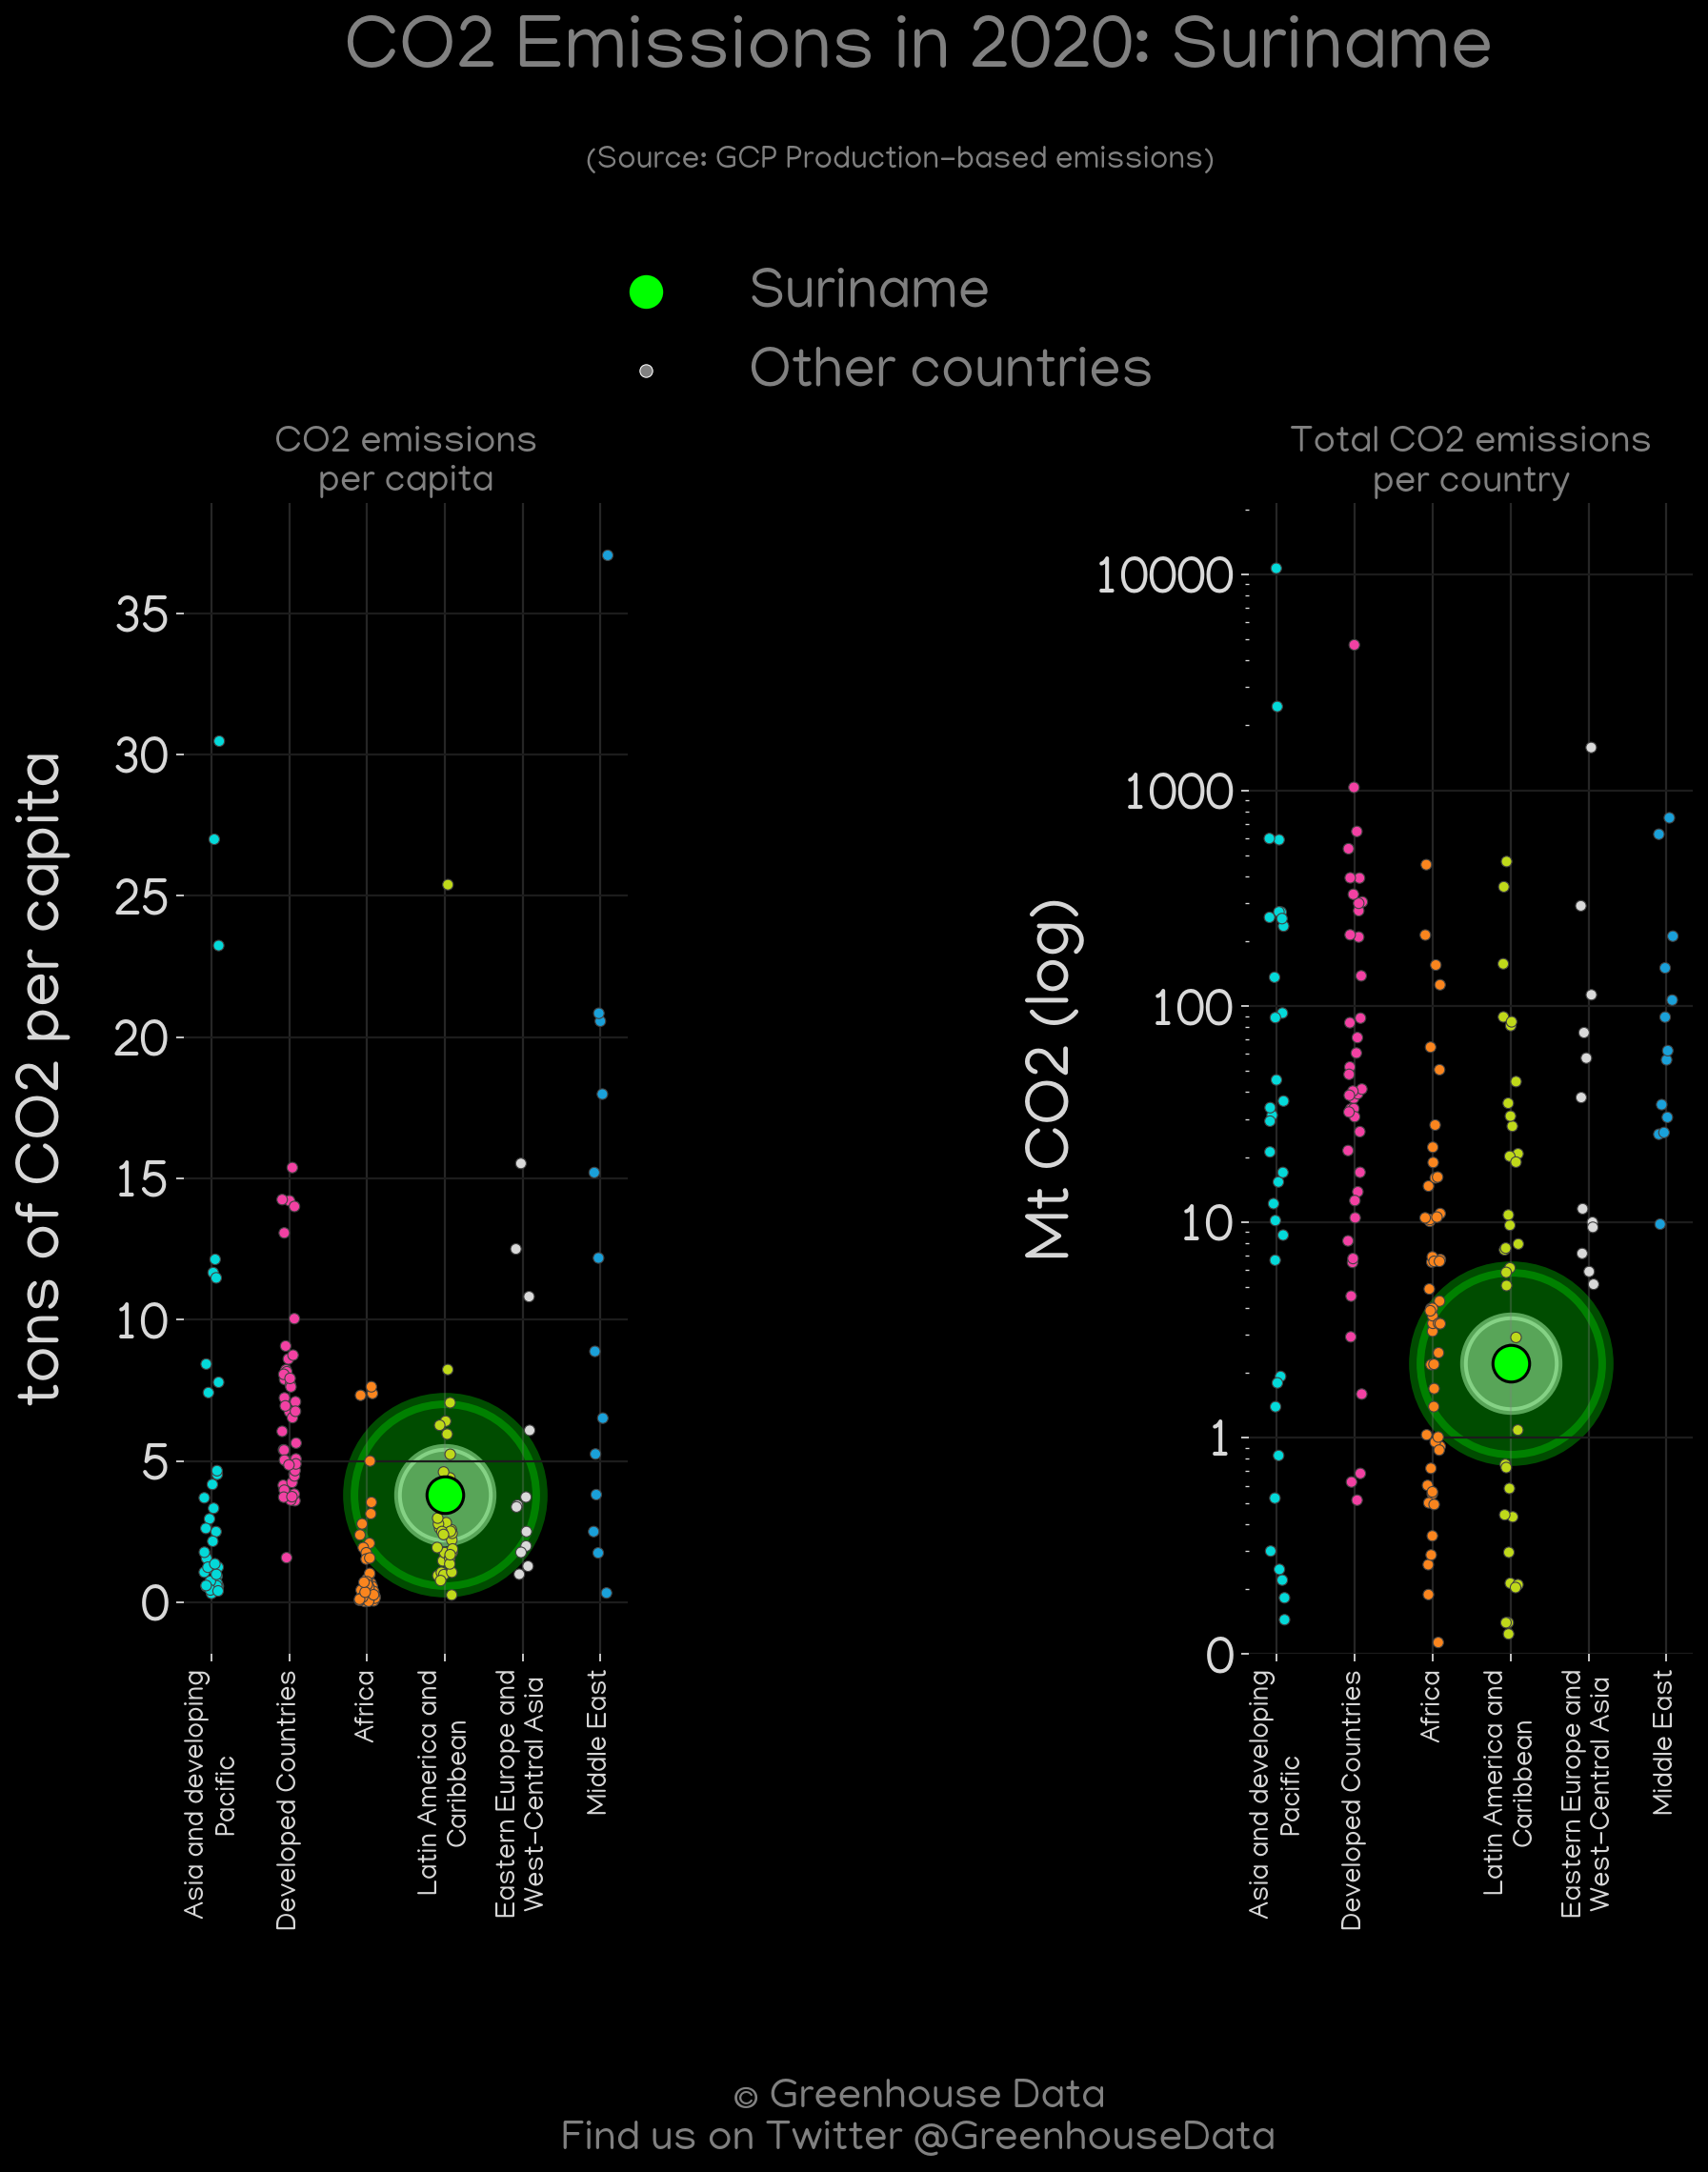 CO2 Emissions in 2020: Suriname
(Source: GCP Production-based emissions)
Suriname
Other countries
CO2 emissions
per capita
tons of CO2 per capita
35
30
25
20
15
10
5
0
Asia and developing
Pacific
Developed Countries
Africa
Latin America and
Caribbean
Eastern Europe and
West-Central Asia
Middle East
Total CO2 emissions
per country
Mt CO2 (log)
10000
1000
100
10
1
0
Asia and developing
Pacific
Developed Countries
Africa
Latin America and
Caribbean
Eastern Europe and
West-Central Asia
Middle East
© Greenhouse Data
Find us on Twitter @GreenhouseData